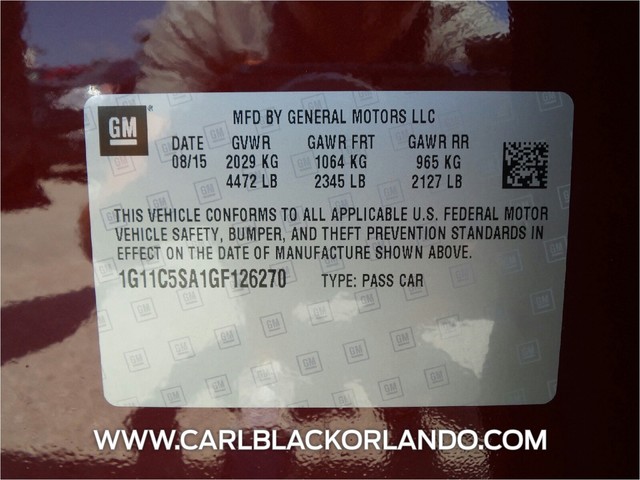 GM
MFD BY GENERAL MOTORS LLC
DATE GVWR GAWR FRT GAWR RR
08/15 2029 KG 1064 KG 965 KG
4472 LB 2345 LB 2127 LB
THIS VEHICLE CONFORMS TO ALL APPLICABLE U.S. FEDERAL MOTOR
VEHICLE SAFETY, BUMPER, AND THEFT PREVENTION STANDARDS IN
EFFECT ON THE DATE OF MANUFACTURE SHOWN ABOVE.
1G11C5SA1GF126270 TYPE: PASS CAR
WWW.CARLBLACKORLANDO.COM